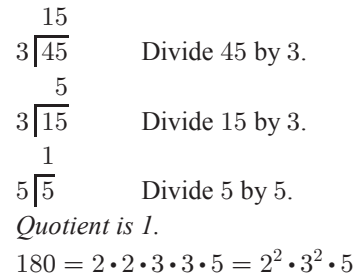 15
3 45 Divide 45 by 3.
5
3 15 Divide 15 by 3.
1
5 5 Divide 5 by 5.
Quotient is 1.
180 = 2 · 2 · 3 · 3 · 5 = 2² · 3² · 5